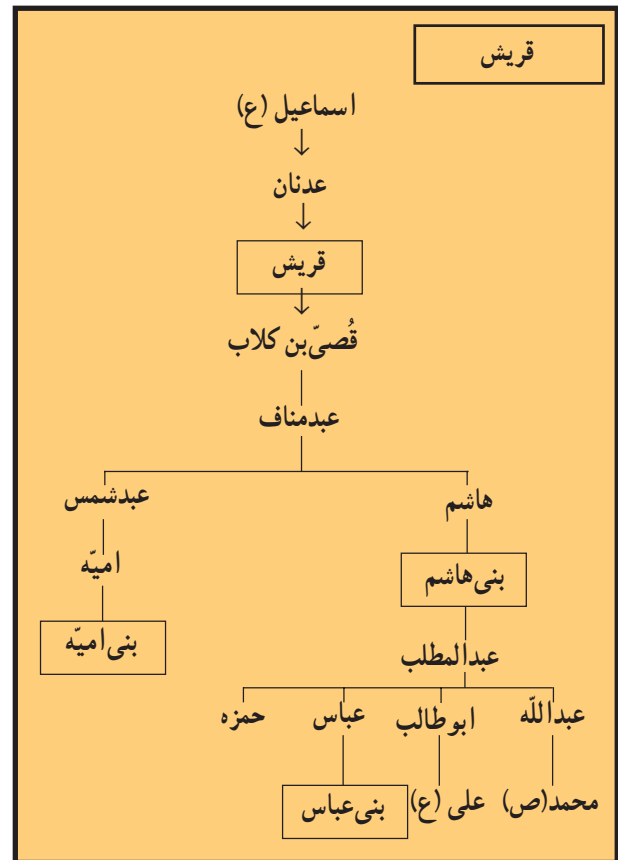 قریش
اسماعیل (ع)
عدنان
قریش
قُصیّ‌بن کلاب
عبدمناف
هاشم
عبدشمس
امیّه
بنی‌هاشم
بنی‌امیّه
عبدالمطلب
عبداللّه ابوطالب عباس حمزه
محمد(ص) علی (ع) بنی‌عباس